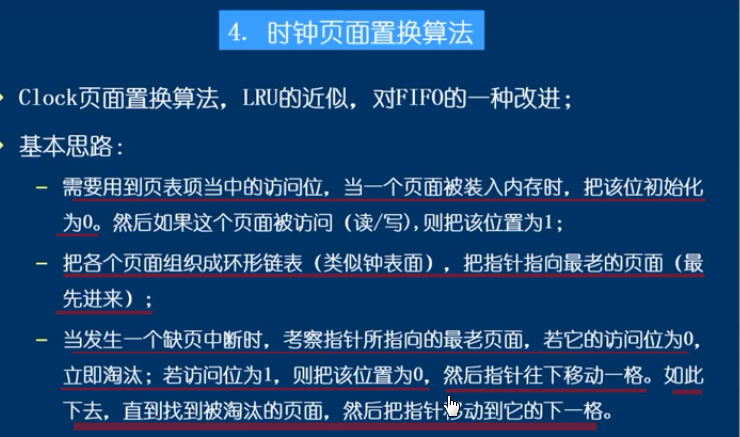 4. 时钟页面置换算法
Clock页面置换算法，LRU的近似，对FIFO的一种改进；
基本思路：
– 需要用到页表项当中的访问位，当一个页面被装入内存时，把该位初始化
为0。然后如果这个页面被访问（读/写），则把该位置为1；
– 把各个页面组织成环形链表（类似钟表面），把指针指向最老的页面（最
先进来）；
– 当发生一个缺页中断时，考察指针所指向的最老页面，若它的访问位为0，
立即淘汰；若访问位为1，则把该位置为0，然后指针往下移动一格。如此
下去，直到找到被淘汰的页面，然后把指针移动到它的下一格。